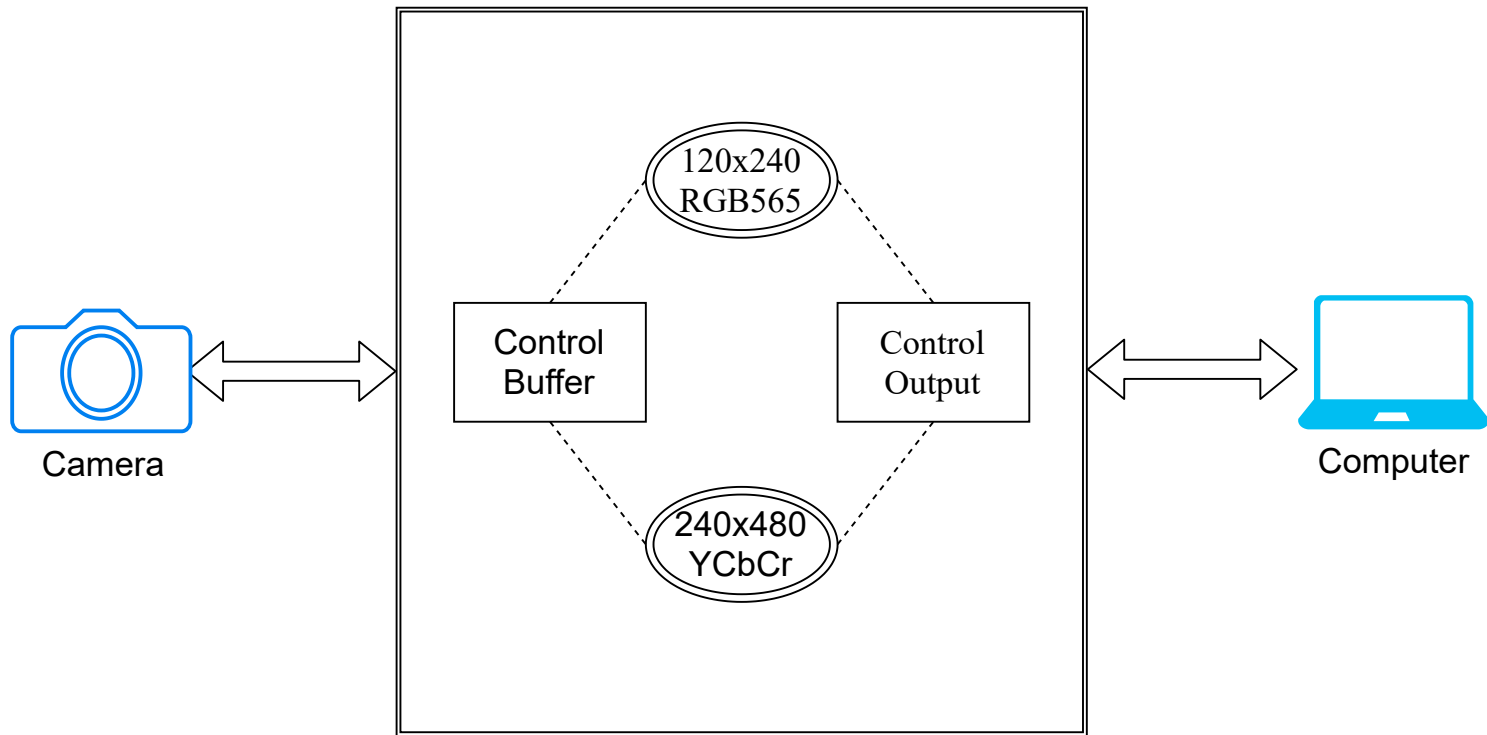 120x240
RGB565
Control
Buffer
Control
Output
Camera
Computer
240x480
YCbCr